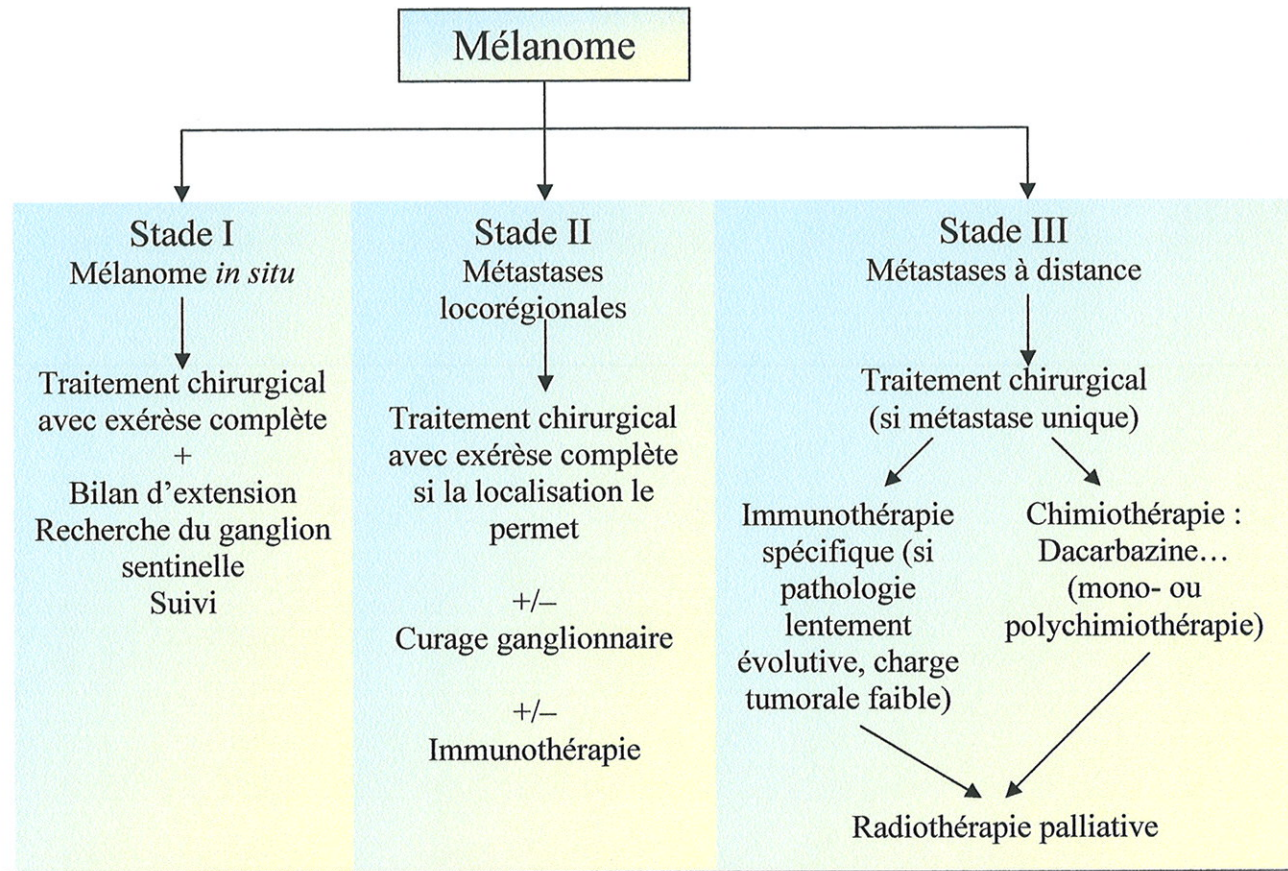 Mélanome
Stade I
Mélanome in situ
Traitement chirurgical
avec exérèse complète
+
Bilan d’extension
Recherche du ganglion
sentinelle
Suivi
Stade II
Métastases
locorégionales
Traitement chirurgical
avec exérèse complète
si la localisation le
permet
+/–
Curage ganglionnaire
+/–
Immunothérapie
Stade III
Métastases à distance
Traitement chirurgical
(si métastase unique)
Immunothérapie
spécifique (si
pathologie
lentement
évolutive, charge
tumorale faible)
Chimiothérapie :
Dacarbazine…
(mono- ou
polychimiothérapie)
Radiothérapie palliative